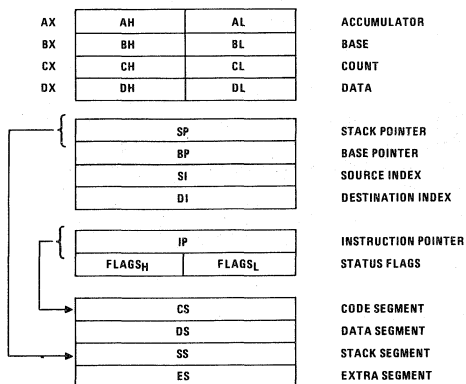 AX AH AL ACCUMULATOR
BX BH BL BASE
CX CH CL COUNT
DX DH DL DATA
SP STACK POINTER
BP BASE POINTER
SI SOURCE INDEX
DI DESTINATION INDEX
IP INSTRUCTION POINTER
FLAGSH FLAGSL STATUS FLAGS
CS CODE SEGMENT
DS DATA SEGMENT
SS STACK SEGMENT
ES EXTRA SEGMENT